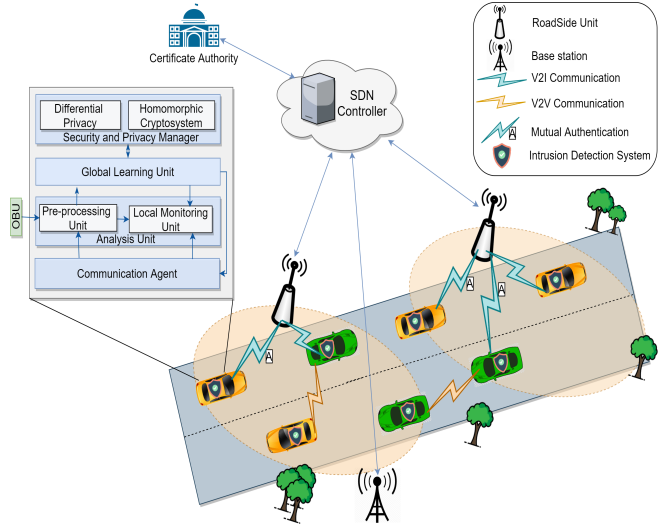 Certificate Authority
SDN
Controller
RoadSide Unit
Base station
V2I Communication
V2V Communication
A
Mutual Authentication
Intrusion Detection System
Differential
Privacy
Homomorphic
Cryptosystem
Security and Privacy Manager
Global Learning Unit
OBU
Pre-processing
Unit
Local Monitoring
Unit
Analysis Unit
Communication Agent
A
A
A